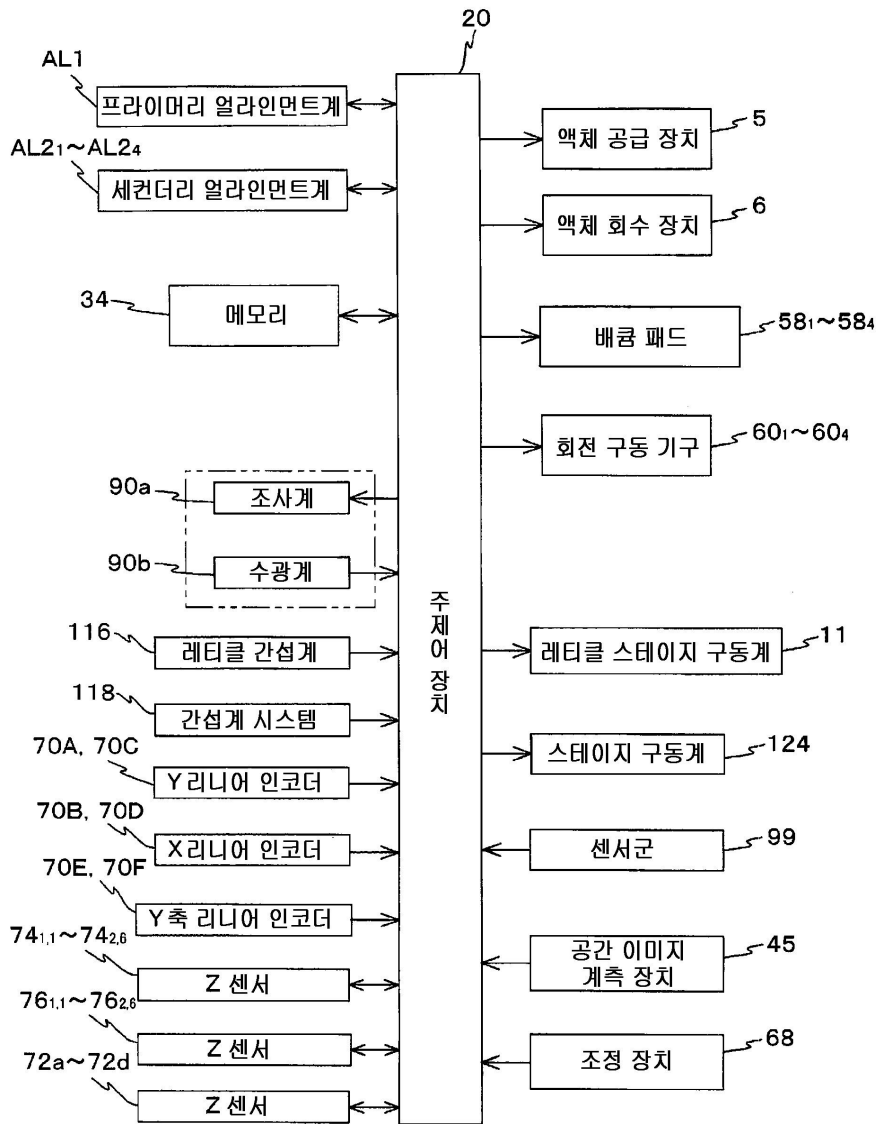 20
AL1
프라이머리 얼라인먼트계
AL2₁~AL2₄
세컨더리 얼라인먼트계
34
메모리
90a
조사계
90b
수광계
116
레티클 간섭계
118
간섭계 시스템
70A, 70C
Y 리니어 인코더
70B, 70D
X 리니어 인코더
70E, 70F
Y 축 리니어 인코더
74₁,₁~74₂,₆
Z 센서
76₁,₁~76₂,₆
Z 센서
72a~72d
Z 센서
주제어 장치
5
액체 공급 장치
6
액체 회수 장치
58₁~58₄
배큠 패드
60₁~60₄
회전 구동 기구
11
레티클 스테이지 구동계
124
스테이지 구동계
99
센서군
45
공간 이미지
계측 장치
68
조정 장치